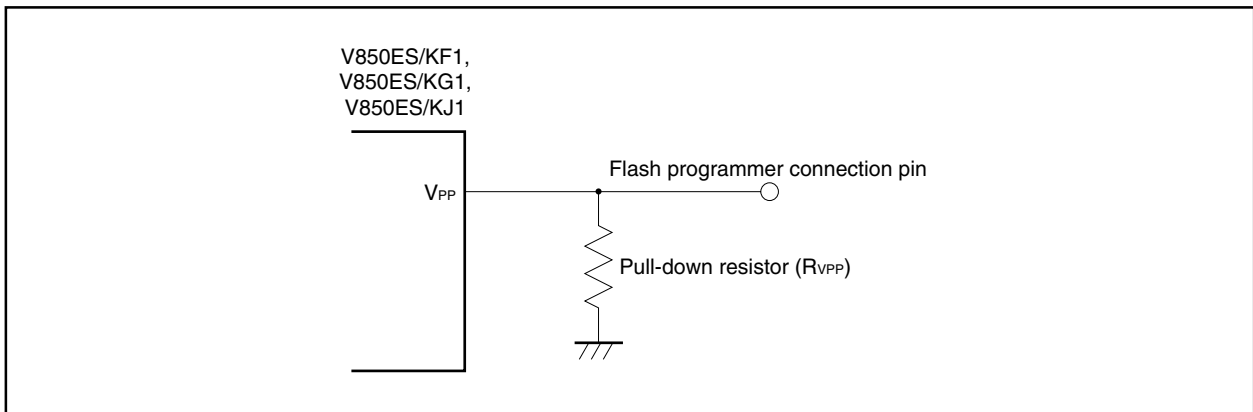 V850ES/KF1,
V850ES/KG1,
V850ES/KJ1
Flash programmer connection pin
VPP
Pull-down resistor (RVPP)